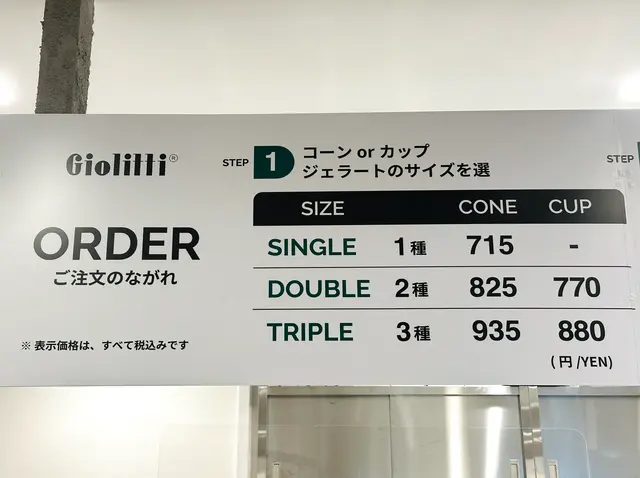 Giolitti®
ORDER
ご注文のながれ
※ 表示価格は、すべて税込みです
STEP 1
コーン or カップ
ジェラートのサイズを選
SIZE CONE CUP
SINGLE 1種 715 -
DOUBLE 2種 825 770
TRIPLE 3種 935 880
(円/YEN)
STEP